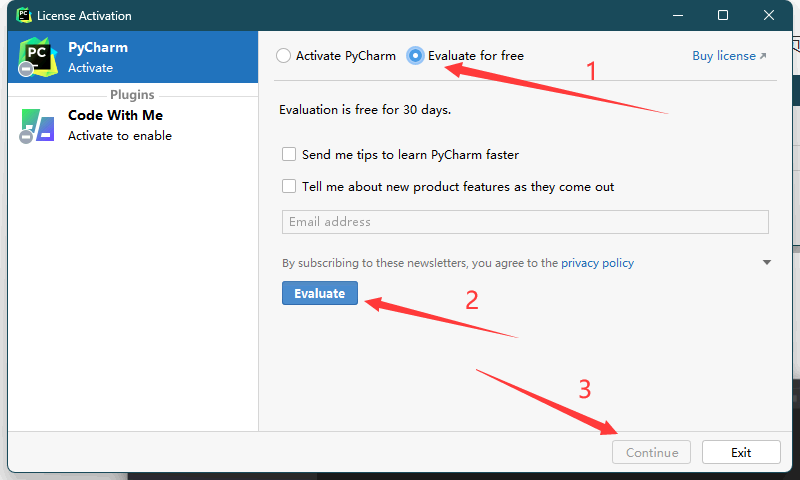 License Activation
PyCharm
Activate
Plugins
Code With Me
Activate to enable
Activate PyCharm
Evaluate for free
Buy license
1
Evaluation is free for 30 days.
Send me tips to learn PyCharm faster
Tell me about new product features as they come out
Email address
By subscribing to these newsletters, you agree to the privacy policy
Evaluate
2
3
Continue
Exit